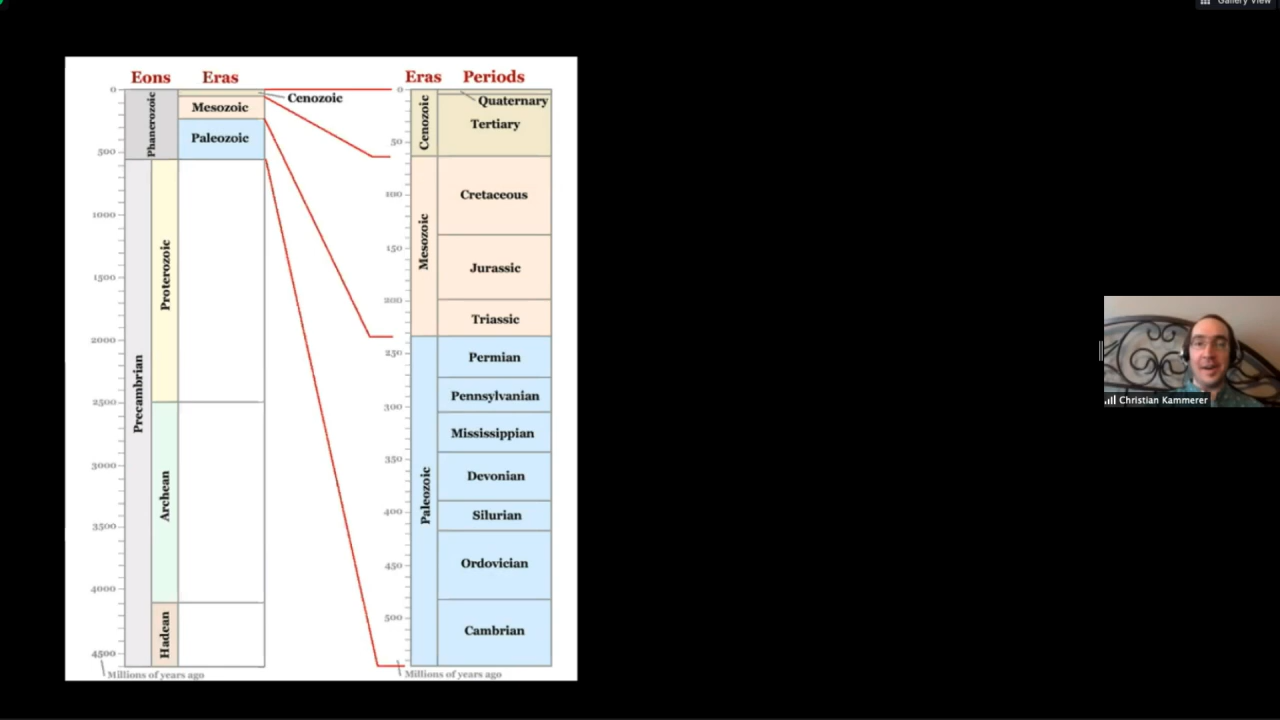 Gallery View
Eons Eras
Eras Periods
0
500
1000
1500
2000
2500
3000
3500
4000
4500
Millions of years ago
Phanerozoic
Precambrian
Proterozoic
Archean
Hadean
Cenozoic
Mesozoic
Paleozoic
0
50
100
150
200
250
300
350
400
450
500
Millions of years ago
Cenozoic
Mesozoic
Paleozoic
Quaternary
Tertiary
Cretaceous
Jurassic
Triassic
Permian
Pennsylvanian
Mississippian
Devonian
Silurian
Ordovician
Cambrian
Christian Kammerer